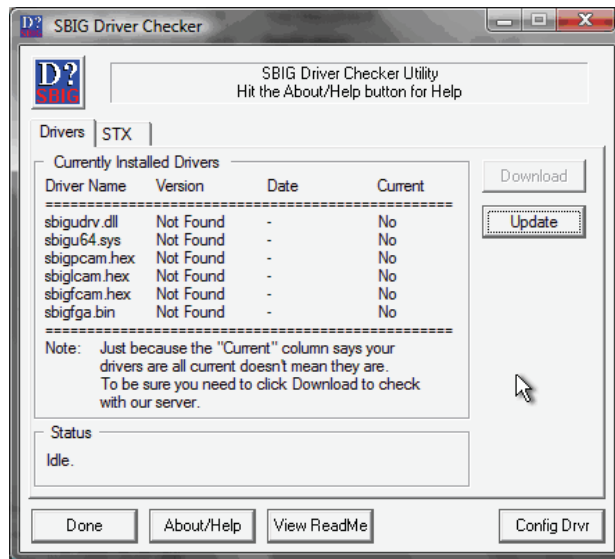 D?
SBIG Driver Checker
D?
SBIG
SBIG Driver Checker Utility
Hit the About/Help button for Help
Drivers
STX
Currently Installed Drivers
Driver Name Version Date Current
==================================================
sbigudrv.dll Not Found - No
sbigu64.sys Not Found - No
sbigpcam.hex Not Found - No
sbiglcam.hex Not Found - No
sbigfcam.hex Not Found - No
sbigfga.bin Not Found - No
==================================================
Note: Just because the "Current" column says your
drivers are all current doesn't mean they are.
To be sure you need to click Download to check
with our server.
Download
Update
Status
Idle.
Done
About/Help
View ReadMe
Config Drvr